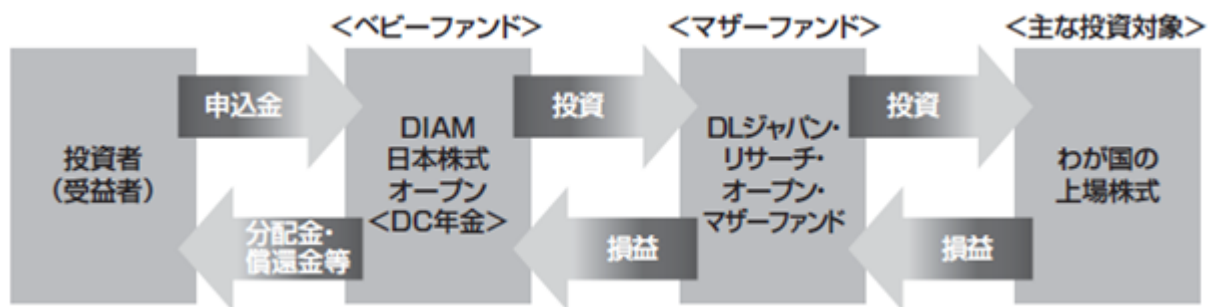 <ベビーファンド>
<マザーファンド>
<主な投資対象>
申込金
投資
投資
投資者
(受益者)
DIAM
日本株式
オープン
<DC年金>
DLジャパン・
リサーチ・
オープン・
マザーファンド
わが国の
上場株式
分配金・
償還金等
損益
損益